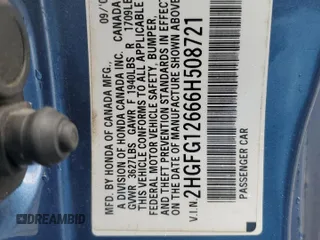 MFD. BY HONDA OF CANADA MFG., 09/0
A DIVISION OF HONDA CANADA INC., CANADA
GVWR 3627LBS GAWR F 1940LBS R 1709LB
THIS VEHICLE CONFORMS TO ALL APPLICABLE
FEDERAL MOTOR VEHICLE SAFETY, BUMPER,
AND THEFT PREVENTION STANDARDS IN EFFECT
ON THE DATE OF MANUFACTURE SHOWN ABOVE.
V.I.N. 2HGFG12666H508721
PASSENGER CAR
DREAMBID